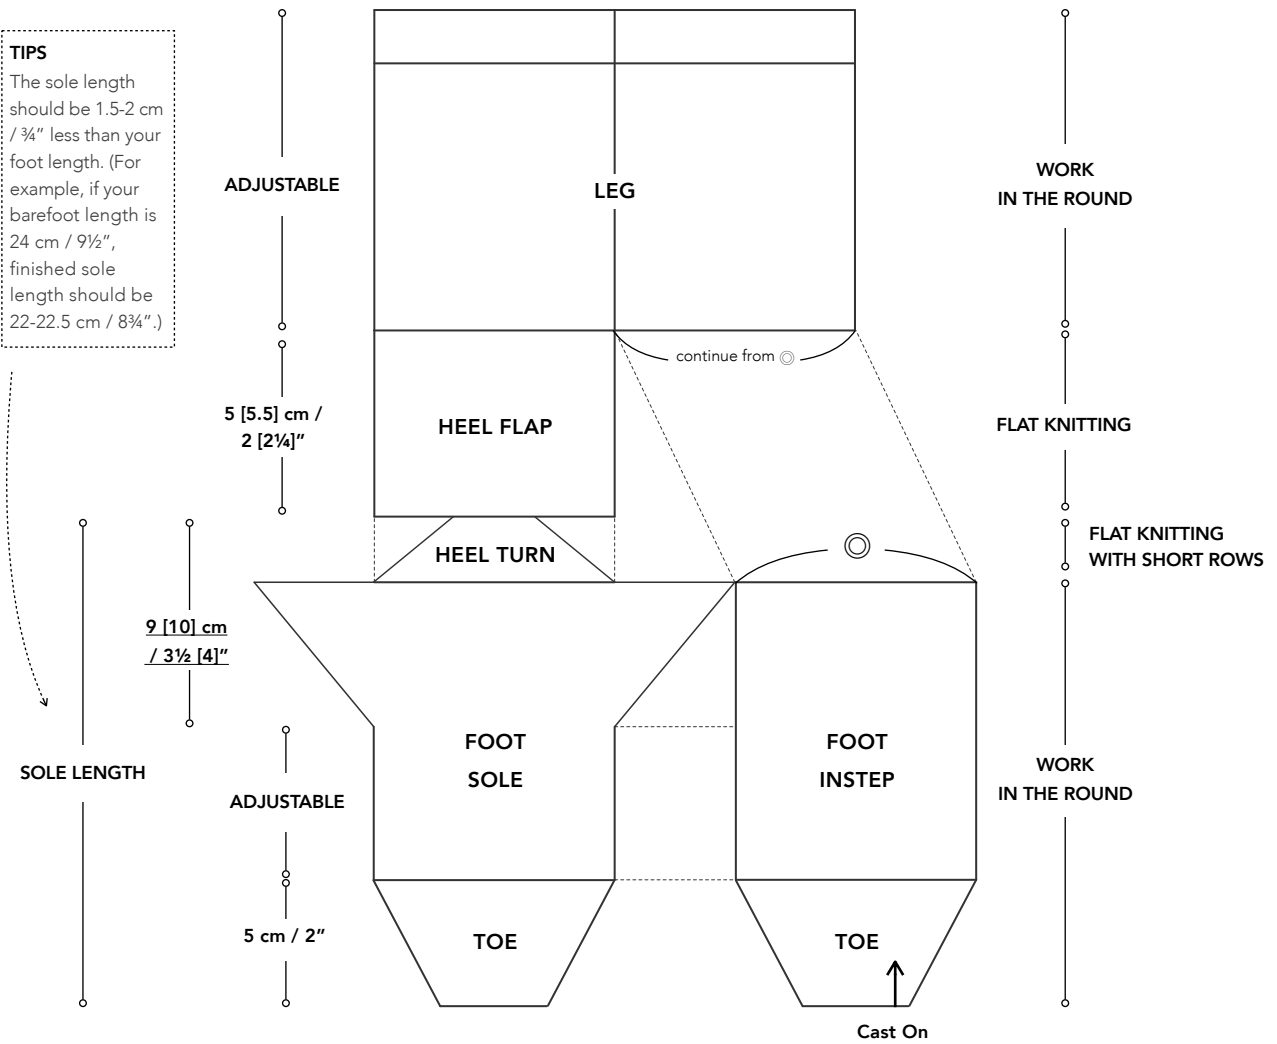 TIPS
The sole length
should be 1.5-2 cm
/ ¾” less than your
foot length. (For
example, if your
barefoot length is
24 cm / 9½”,
finished sole
length should be
22-22.5 cm / 8¾”.)
ADJUSTABLE
LEG
WORK
IN THE ROUND
continue from
5 [5.5] cm /
2 [2¼]”
HEEL FLAP
FLAT KNITTING
HEEL TURN
FLAT KNITTING
WITH SHORT ROWS
9 [10] cm
/ 3½ [4]”
SOLE LENGTH
ADJUSTABLE
FOOT
SOLE
FOOT
INSTEP
WORK
IN THE ROUND
5 cm / 2”
TOE
TOE
Cast On